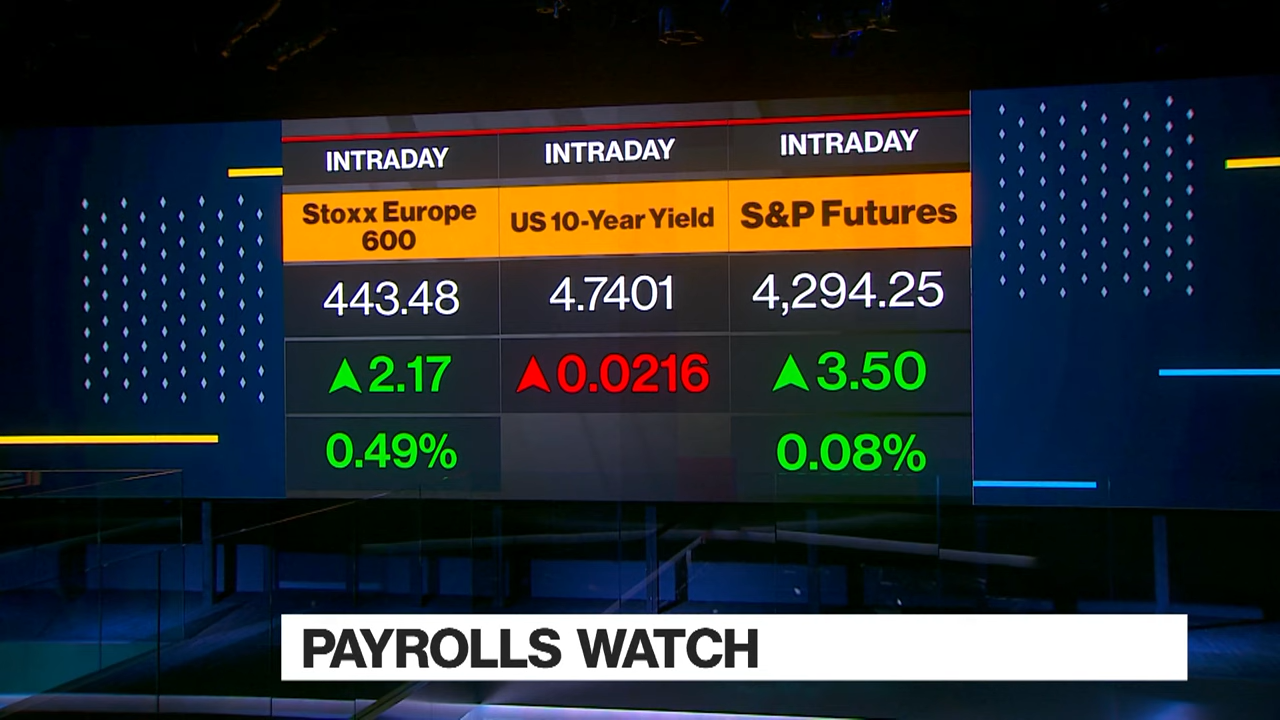 INTRADAY INTRADAY INTRADAY
Stoxx Europe
600
US 10-Year Yield
S&P Futures
443.48 4.7401 4,294.25
▲2.17 ▲0.0216 ▲3.50
0.49% 0.08%
PAYROLLS WATCH